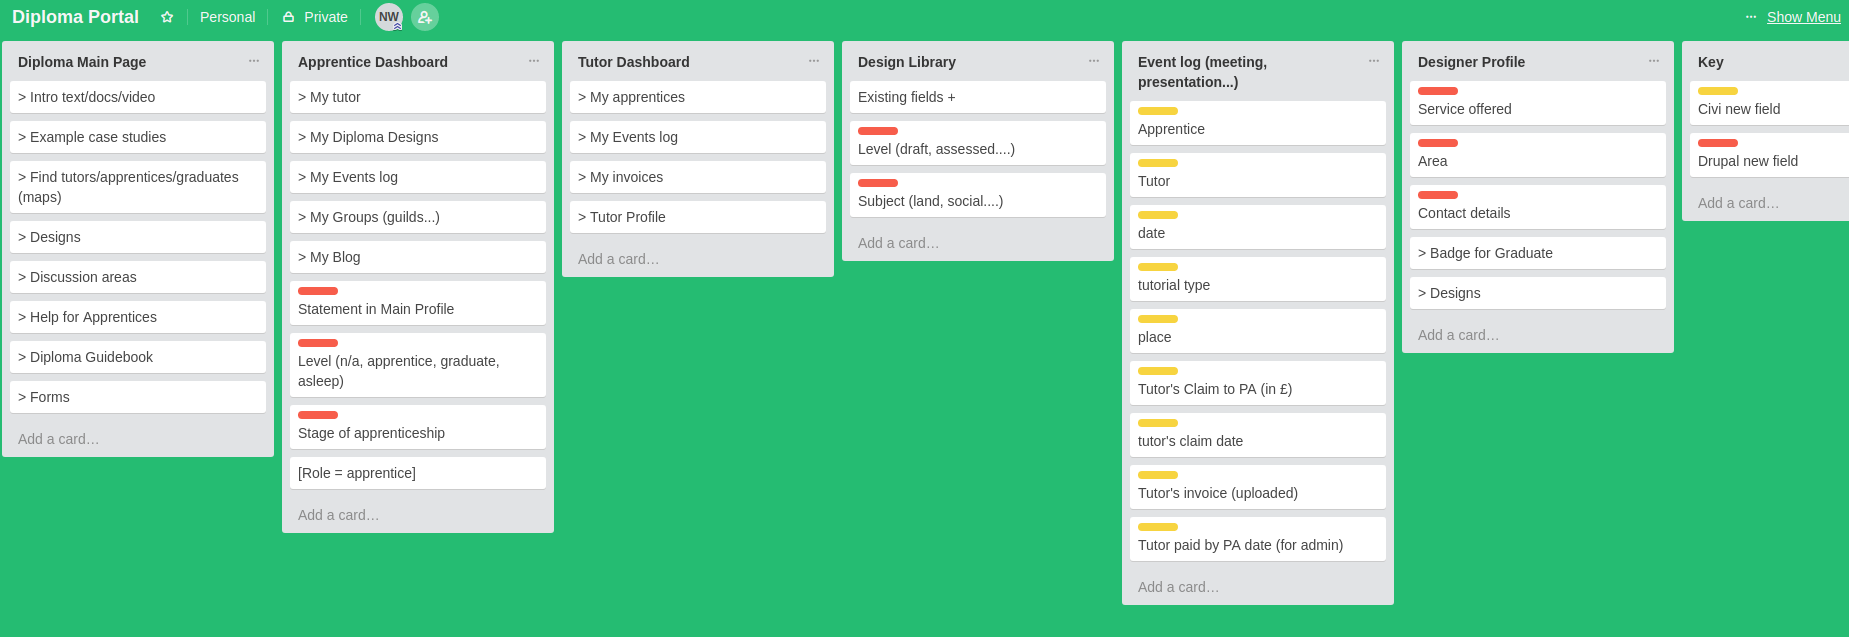 Diploma Portal
Personal
Private
NW
Show Menu
Diploma Main Page
> Intro text/docs/video
> Example case studies
> Find tutors/apprentices/graduates
(maps)
> Designs
> Discussion areas
> Help for Apprentices
> Diploma Guidebook
> Forms
Add a card…
Apprentice Dashboard
> My tutor
> My Diploma Designs
> My Events log
> My Groups (guilds...)
> My Blog
Statement in Main Profile
Level (n/a, apprentice, graduate,
asleep)
Stage of apprenticeship
[Role = apprentice]
Add a card…
Tutor Dashboard
> My apprentices
> My Events log
> My invoices
> Tutor Profile
Add a card…
Design Library
Existing fields +
Level (draft, assessed....)
Subject (land, social....)
Add a card…
Event log (meeting,
presentation...)
Apprentice
Tutor
date
tutorial type
place
Tutor's Claim to PA (in £)
tutor's claim date
Tutor's invoice (uploaded)
Tutor paid by PA date (for admin)
Add a card…
Designer Profile
Service offered
Area
Contact details
> Badge for Graduate
> Designs
Add a card…
Key
Civi new field
Drupal new field
Add a card…